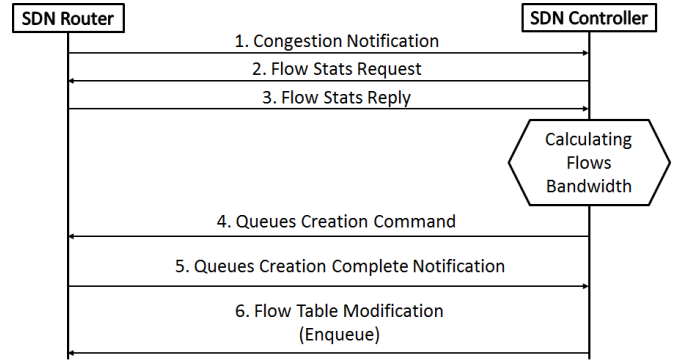 SDN Router
SDN Controller
1. Congestion Notification
2. Flow Stats Request
3. Flow Stats Reply
Calculating
Flows
Bandwidth
4. Queues Creation Command
5. Queues Creation Complete Notification
6. Flow Table Modification
(Enqueue)